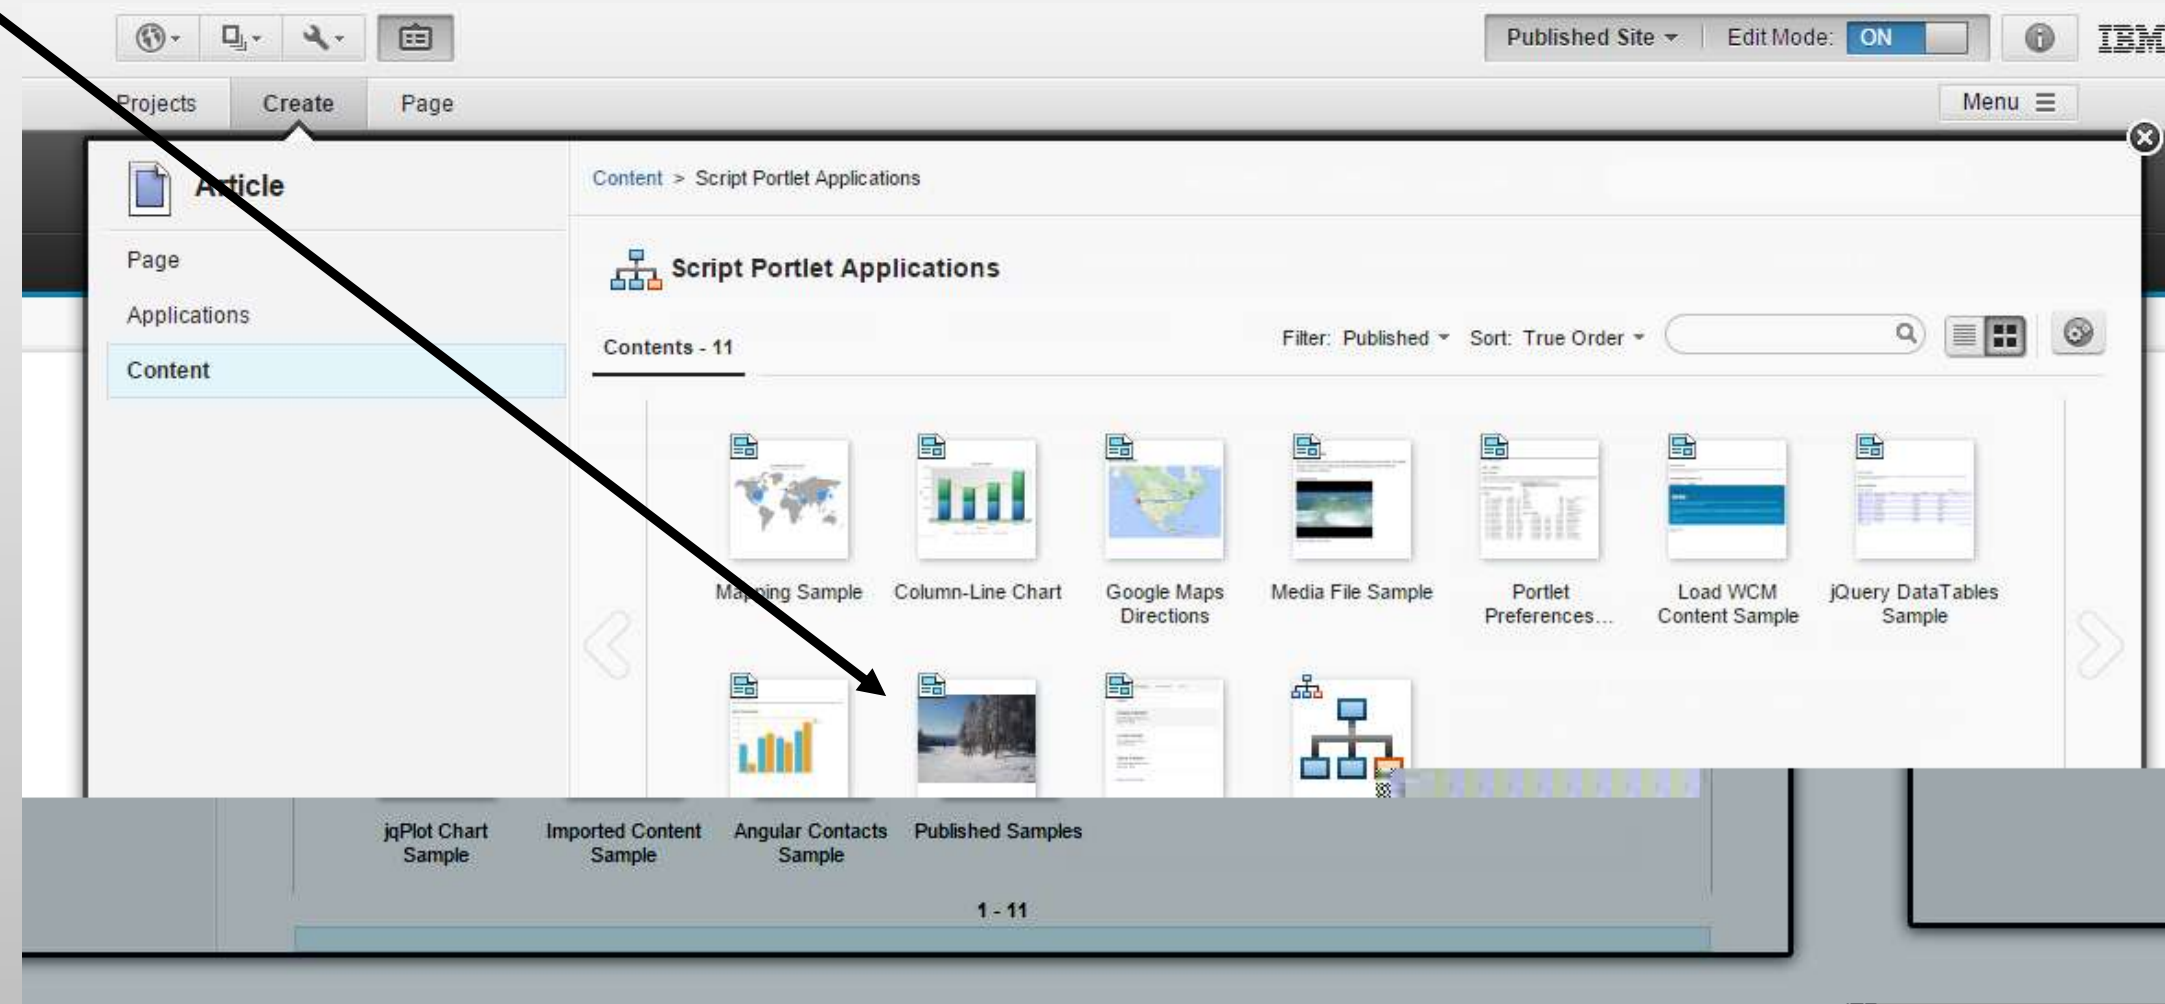 Published Site
Edit Mode: ON
IBM
Projects Create Page
Menu
Article
Content > Script Portlet Applications
Page
Script Portlet Applications
Applications
Contents - 11
Filter: Published Sort: True Order
Content
Mapping Sample Column-Line Chart Google Maps Media File Sample Portlet Load WCM jQuery DataTables
Directions Preferences... Content Sample Sample
jqPlot Chart Imported Content Angular Contacts Published Samples
Sample Sample Sample
1 - 11